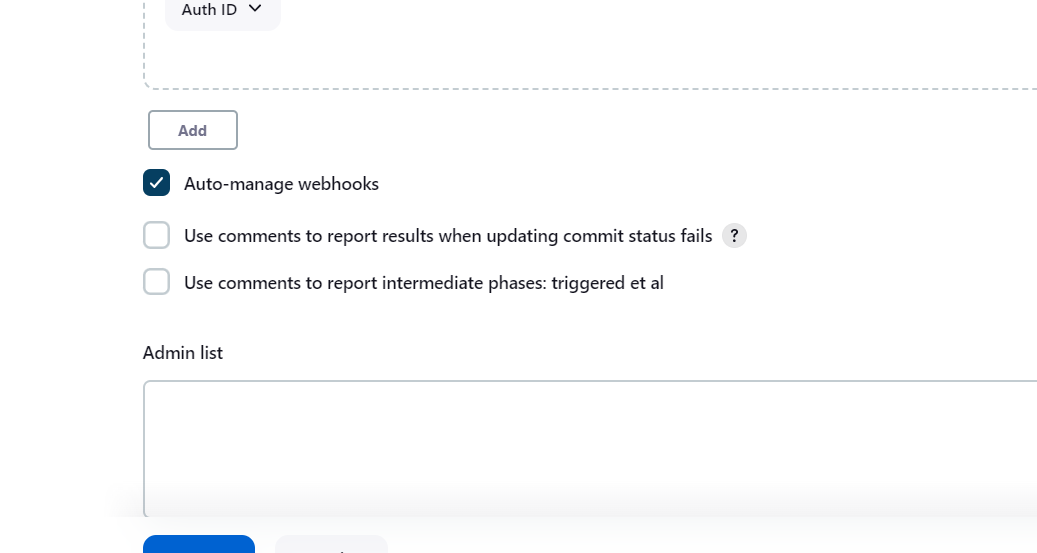 Auth ID
Add
Auto-manage webhooks
Use comments to report results when updating commit status fails ?
Use comments to report intermediate phases: triggered et al
Admin list